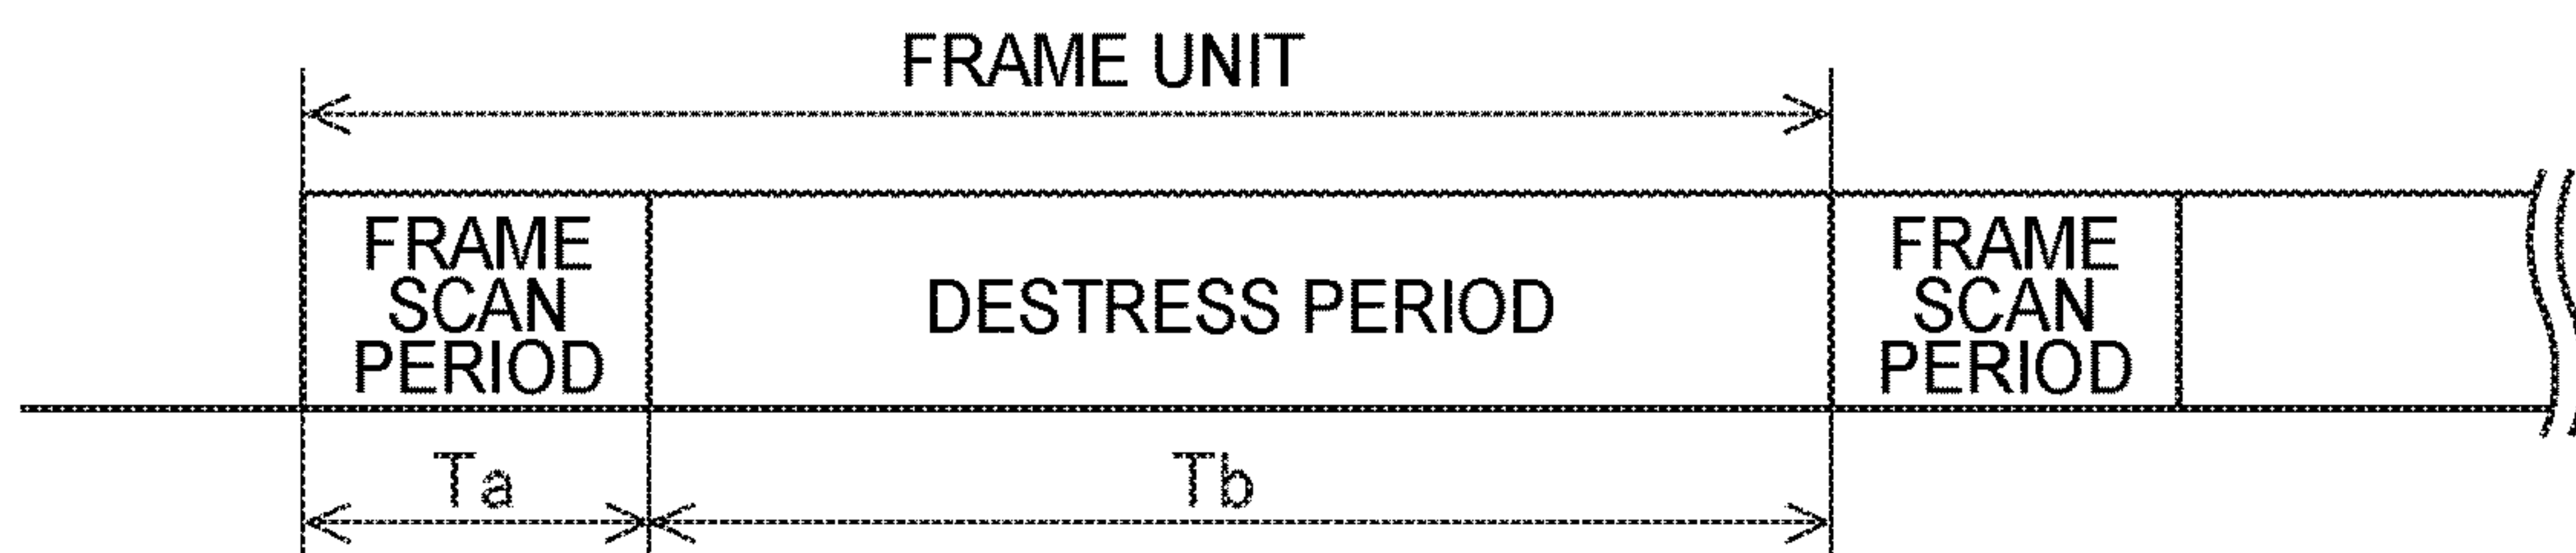 FRAME UNIT
FRAME
SCAN
PERIOD
DESTRESS PERIOD
FRAME
SCAN
PERIOD
Ta
Tb